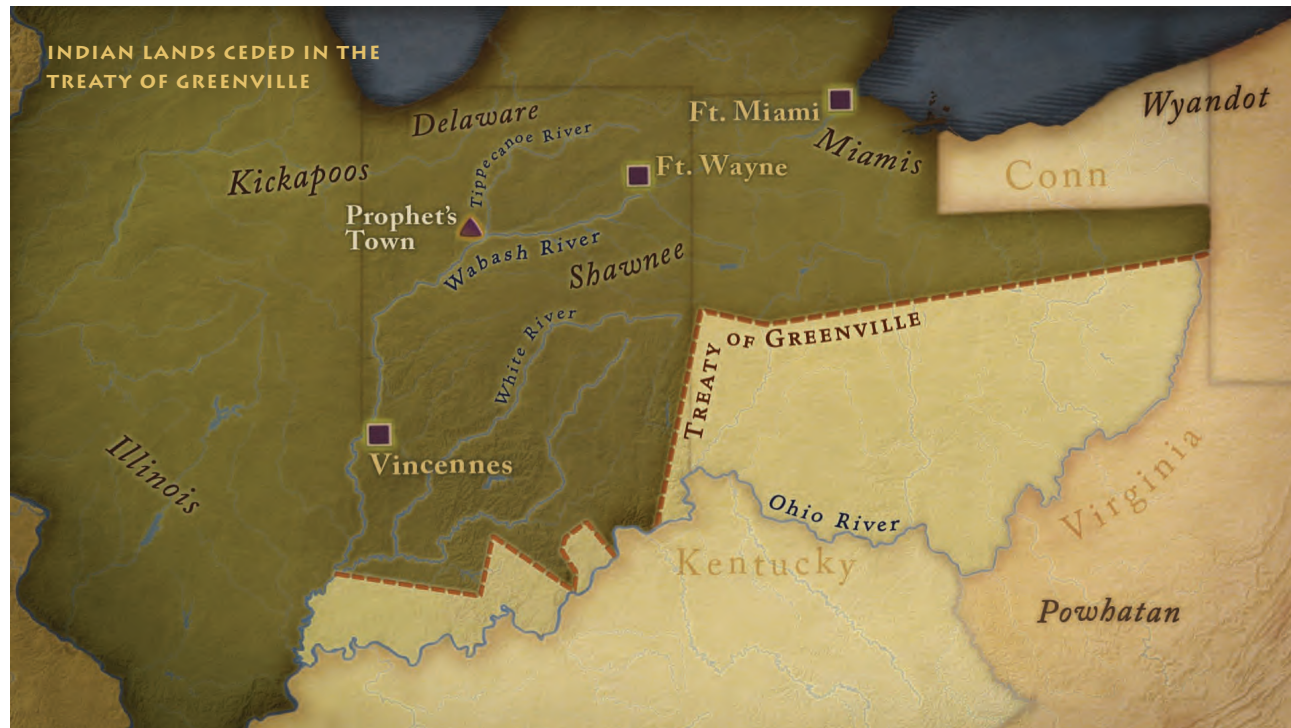 INDIAN LANDS CEDED IN THE
TREATY OF GREENVILLE
Delaware
Tippecanoe River
Ft. Miami
Wyandot
Kickapoos
Ft. Wayne
Miamis
Conn
Prophet's
Town
Wabash River
Shawnee
White River
TREATY OF GREENVILLE
Vincennes
Illinois
Ohio River
Virginia
Kentucky
Powhatan